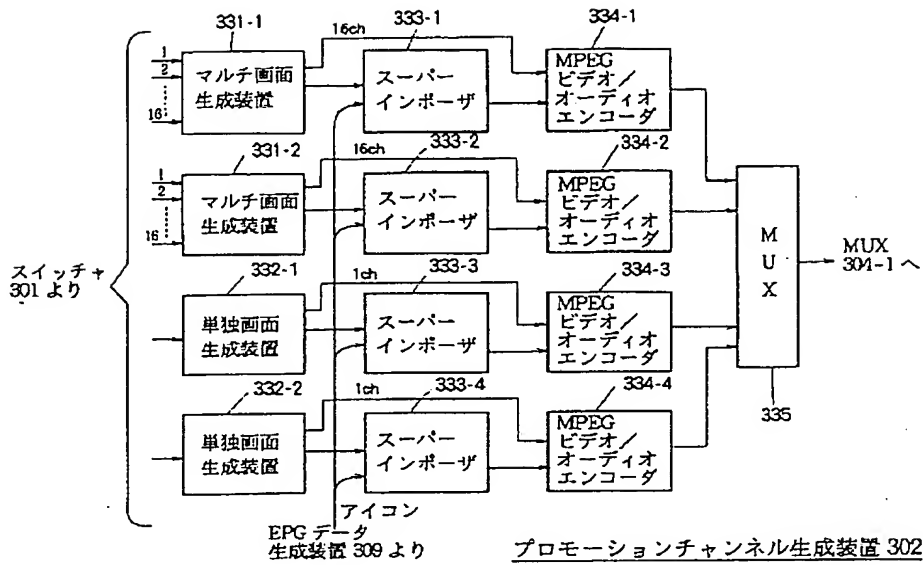 331-1
16ch
333-1
334-1
1
2
16
マルチ画面
生成装置
スーパー
インポーザ
MPEG
ビデオ／
オーディオ
エンコーダ
331-2
16ch
333-2
334-2
1
2
16
マルチ画面
生成装置
スーパー
インポーザ
MPEG
ビデオ／
オーディオ
エンコーダ
M
U
X
MUX
304-1 へ
スイッチャ
301 より
332-1
1ch
333-3
334-3
単独画面
生成装置
スーパー
インポーザ
MPEG
ビデオ／
オーディオ
エンコーダ
332-2
1ch
333-4
334-4
335
単独画面
生成装置
スーパー
インポーザ
MPEG
ビデオ／
オーディオ
エンコーダ
アイコン
EPG データ
生成装置 309 より
プロモーションチャンネル生成装置 302